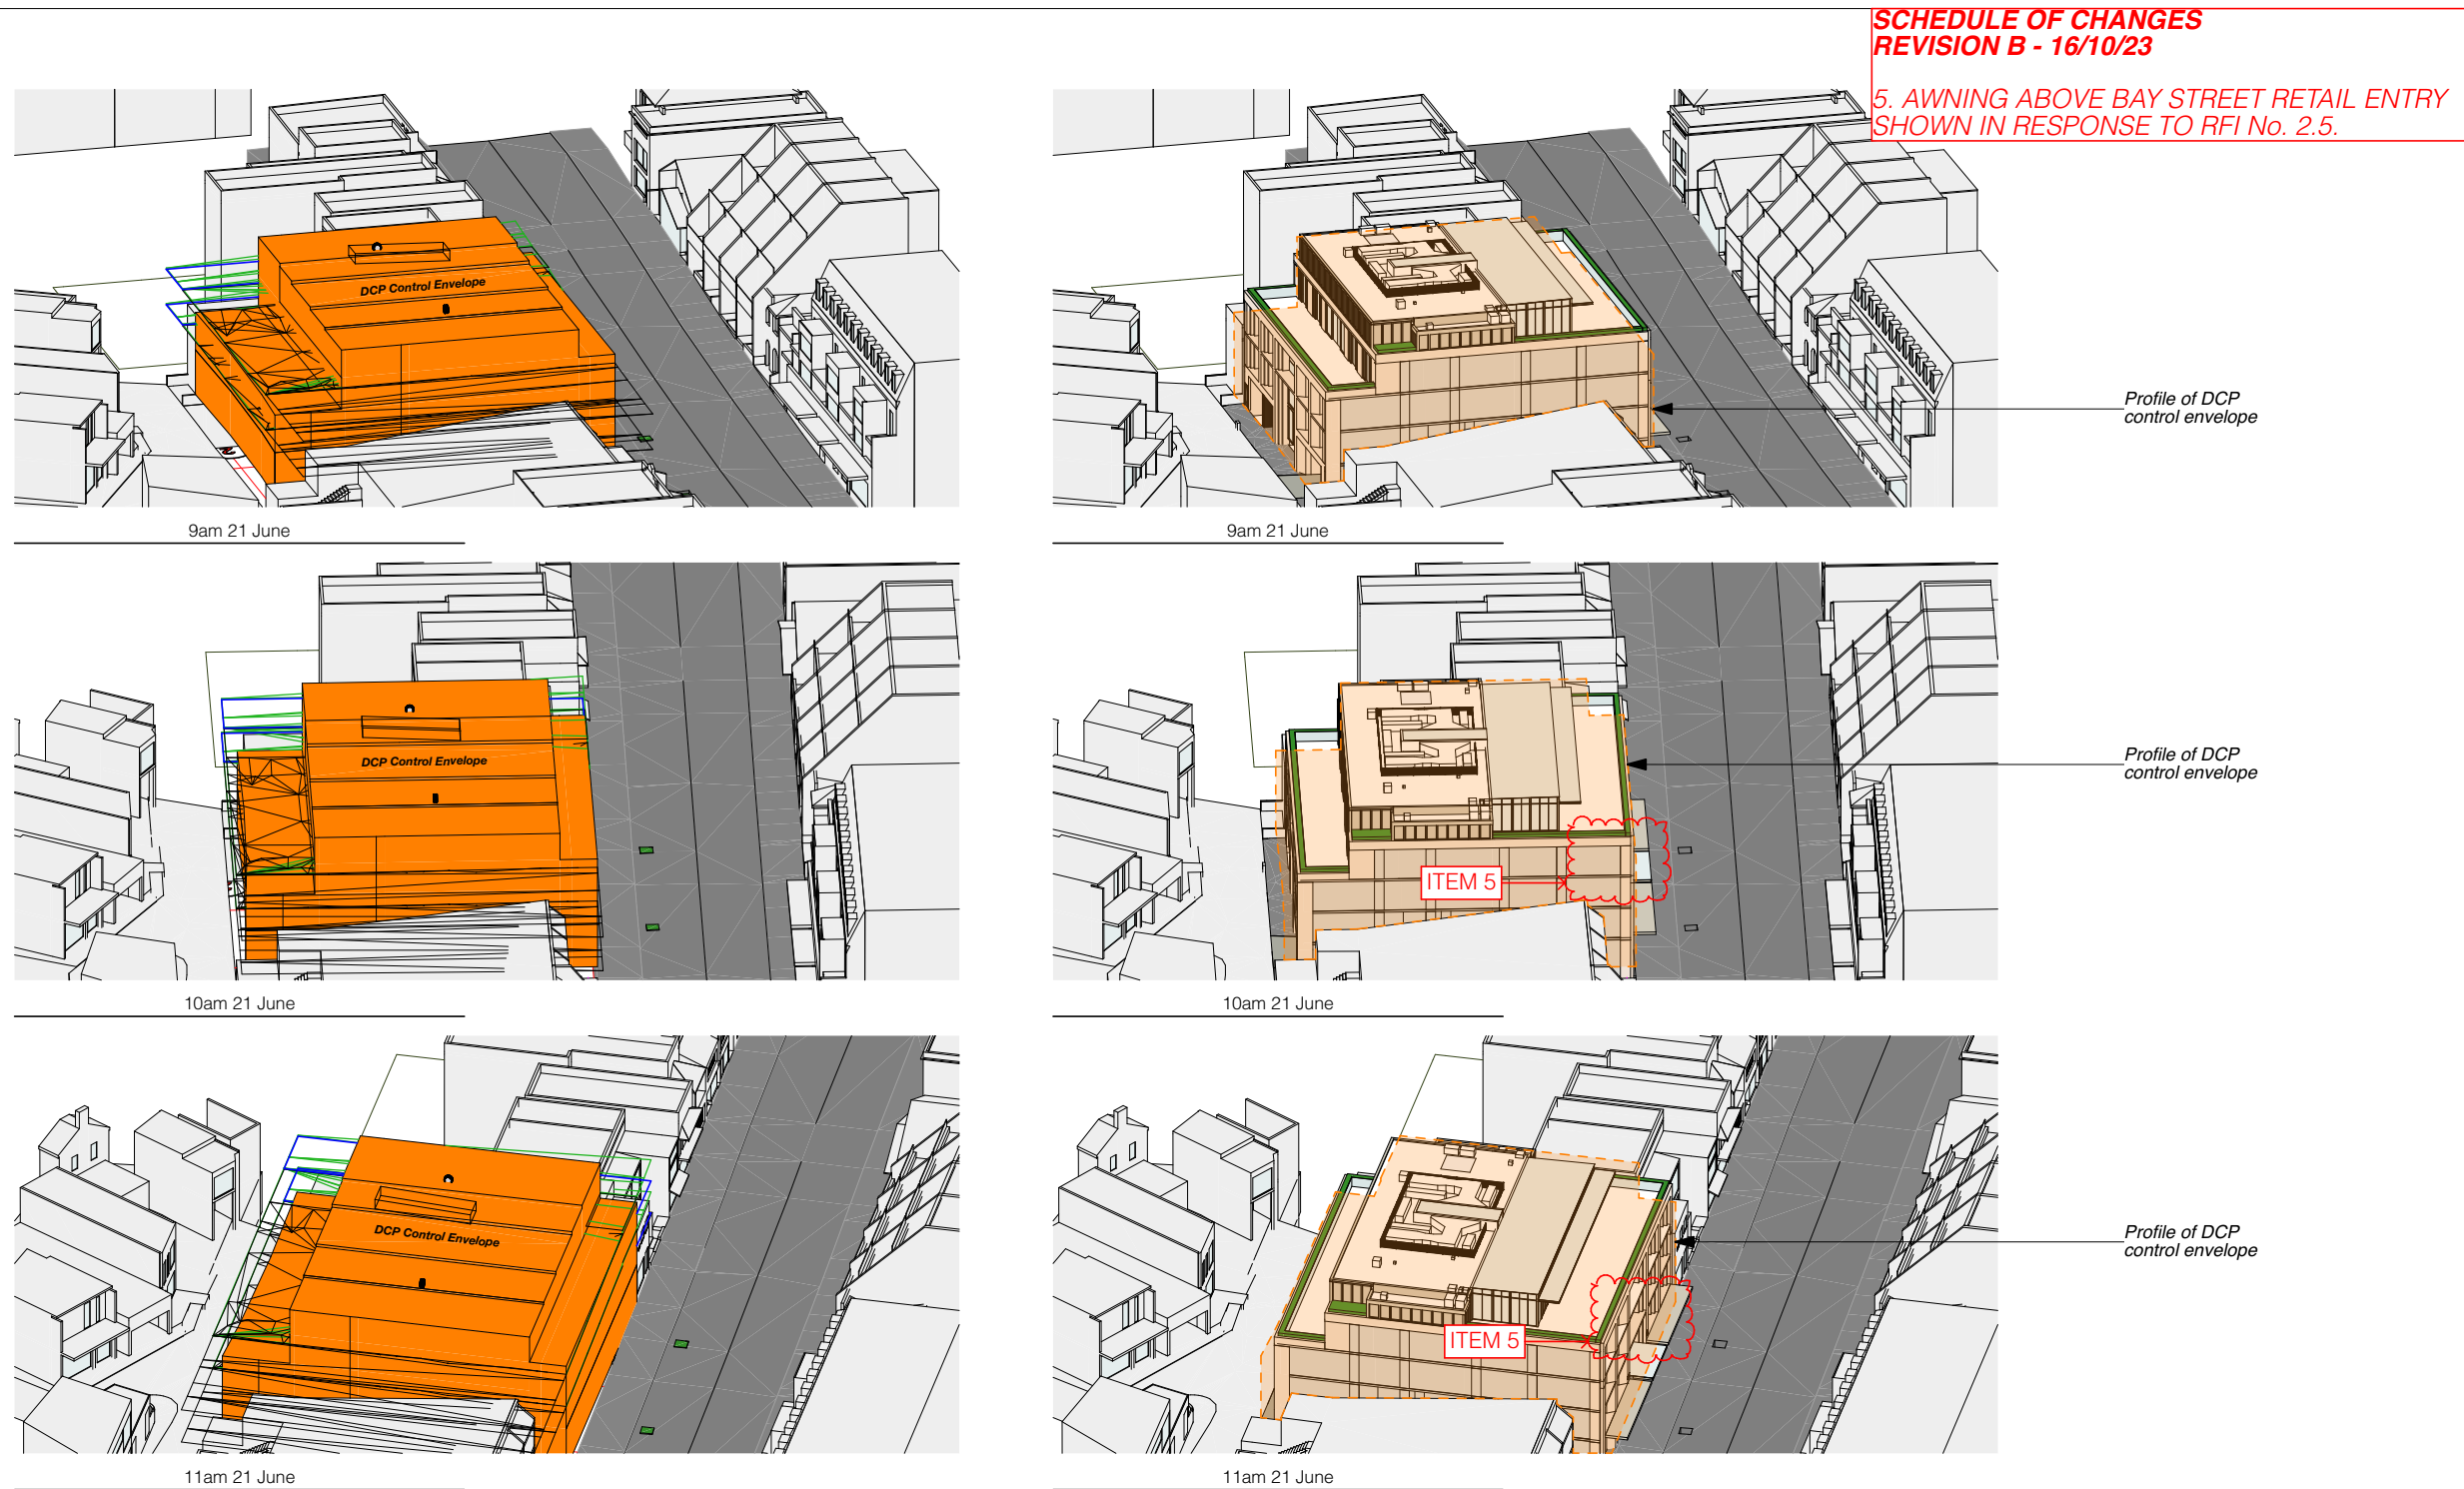 SCHEDULE OF CHANGES
REVISION B - 16/10/23
5. AWNING ABOVE BAY STREET RETAIL ENTRY
SHOWN IN RESPONSE TO RFI No. 2.5.
DCP Control Envelope
Profile of DCP
control envelope
9am 21 June
9am 21 June
DCP Control Envelope
Profile of DCP
control envelope
ITEM 5
10am 21 June
10am 21 June
DCP Control Envelope
Profile of DCP
control envelope
ITEM 5
11am 21 June
11am 21 June